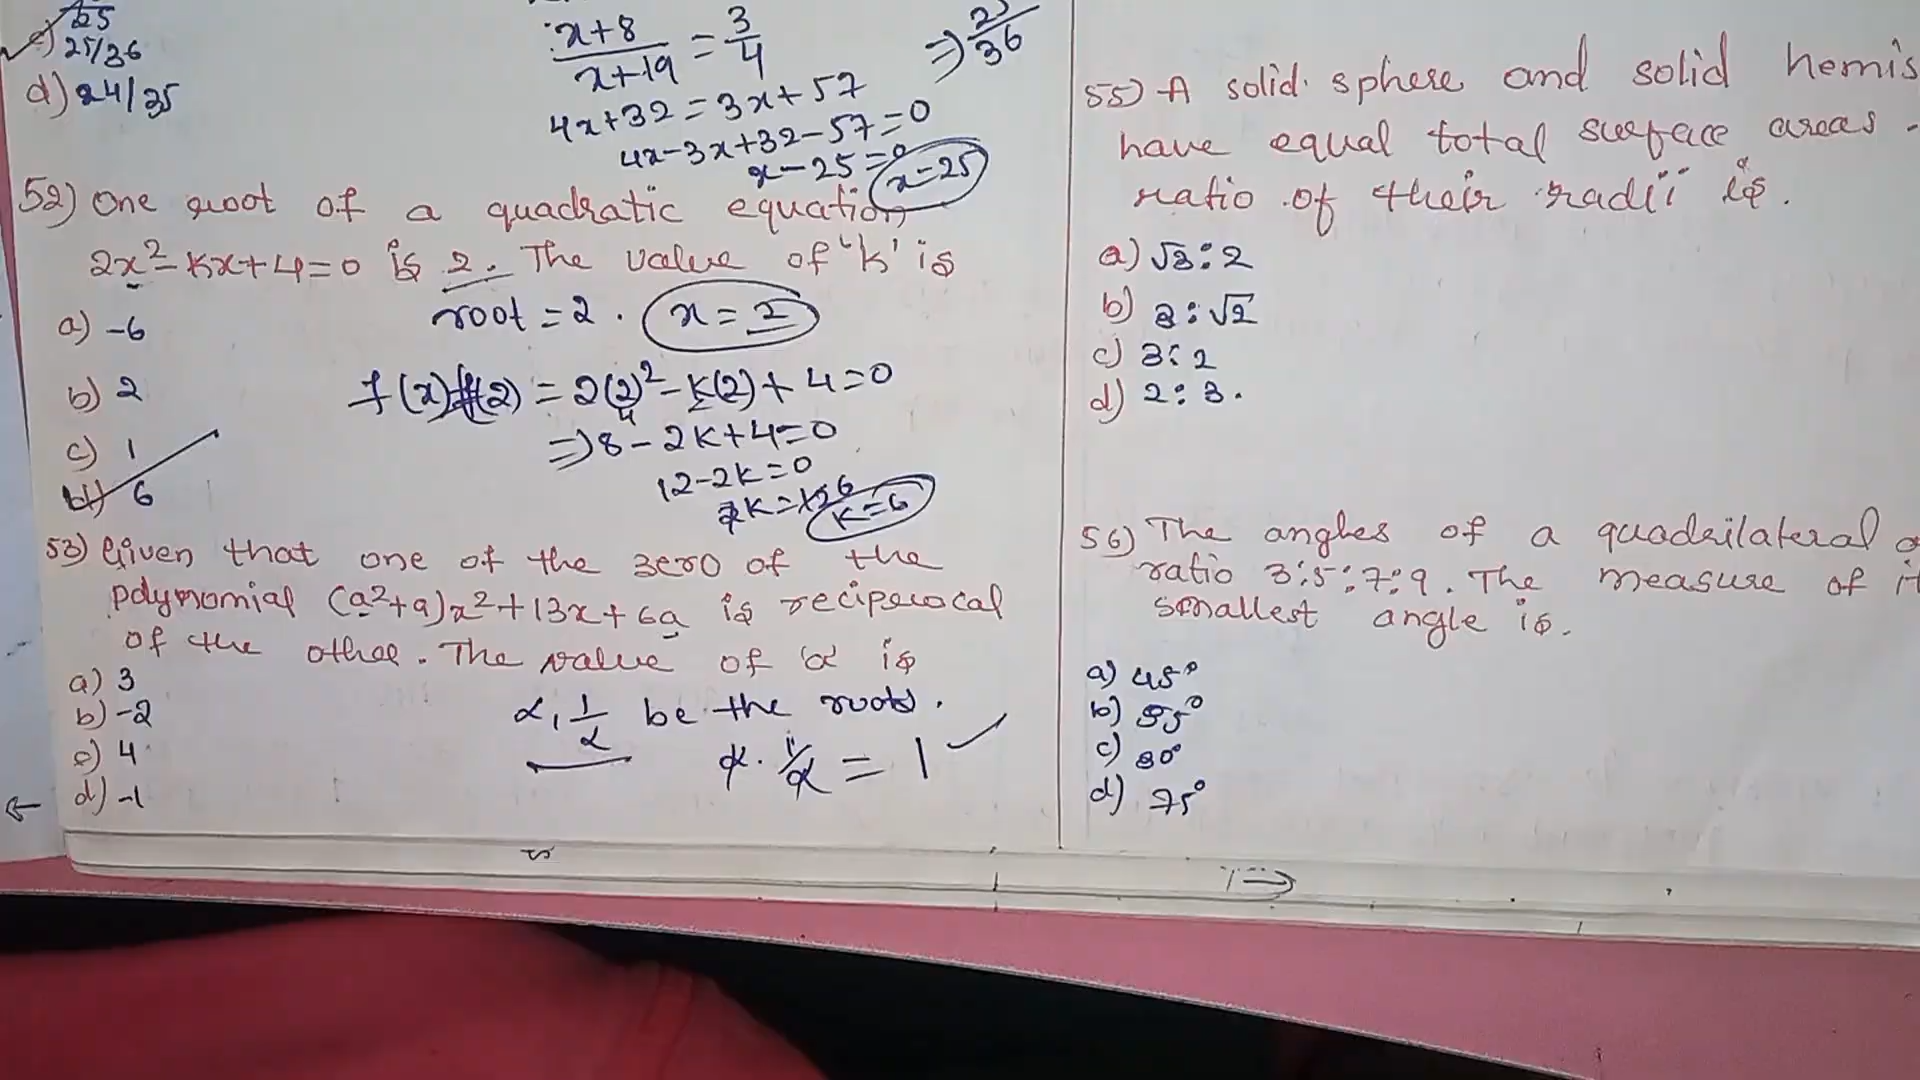 25
c) 25/36
d) 24/35
x+8/x+19 = 3/4
⇒ 25/36
4x+32 = 3x+57
4x-3x+32-57=0
x-25=0
x=25
52) One root of a quadratic equation
2x²-kx+4=0 is 2. The value of 'k' is
a) -6
b) 2
c) 1
d) 6
root = 2. x = 2
f(x) f(2) = 2(2)² - k(2) + 4 = 0
4
⇒ 8 - 2k + 4 = 0
12-2k=0
2k=12 6
k=6
53) Given that one of the zero of the
polynomial (a²+9)x²+13x+6a is reciprocal
of the other. The value of 'a' is
a) 3
b) -2
c) 4
d) -1
α, 1/α be the roots.
α · 1/α = 1
55) A solid sphere and solid hemis
have equal total surface areas.
ratio of their radii is.
a) √3:2
b) 3:√2
c) 3:2
d) 2:3.
56) The angles of a quadrilateral
ratio 3:5:7:9. The measure of it
smallest angle is.
a) 45°
b) 55°
c) 30°
d) 75°